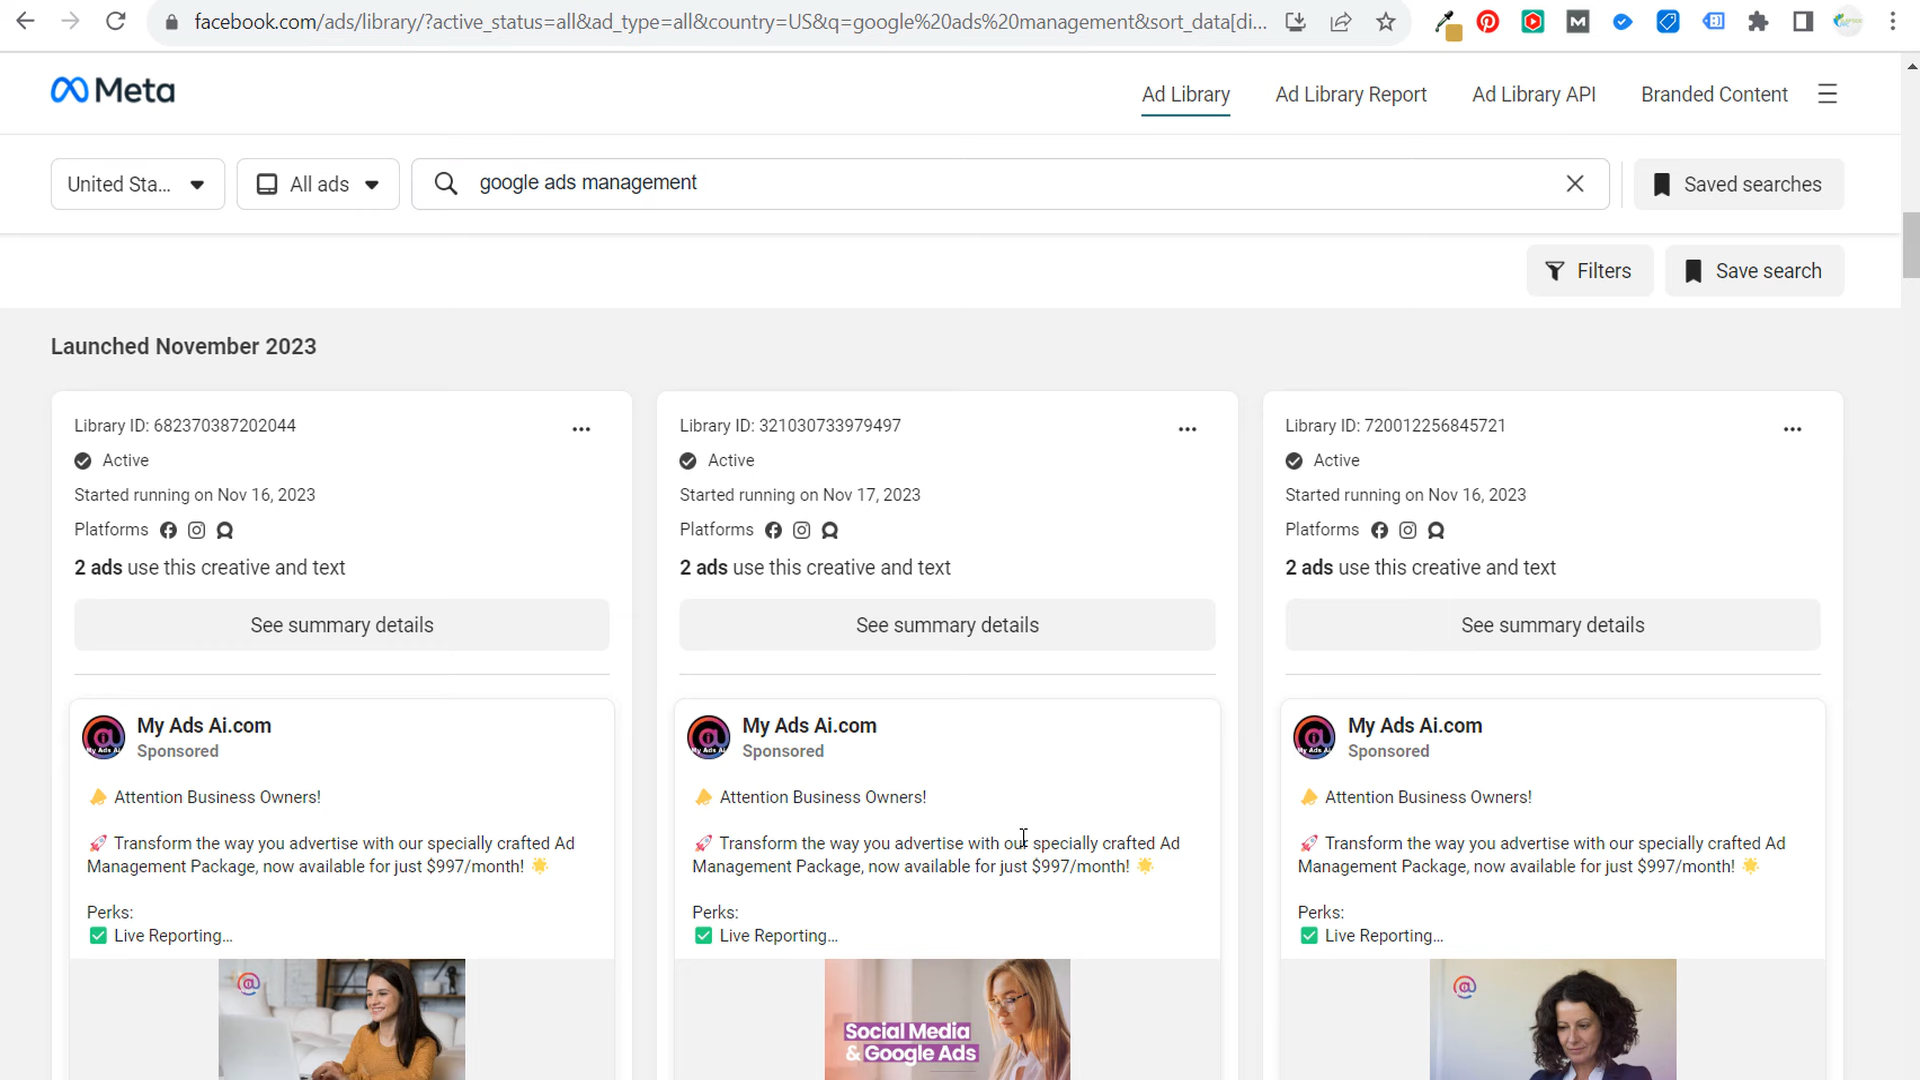 facebook.com/ads/library/?active_status=all&ad_type=all&country=US&q=google%20ads%20management&sort_data[di...
Meta
Ad Library
Ad Library Report
Ad Library API
Branded Content
United Sta...
All ads
google ads management
Saved searches
Filters
Save search
Launched November 2023
Library ID: 682370387202044
Active
Started running on Nov 16, 2023
Platforms
2 ads use this creative and text
See summary details
My Ads Ai.com
Sponsored
📣 Attention Business Owners!
🚀 Transform the way you advertise with our specially crafted Ad
Management Package, now available for just $997/month! 🌟
Perks:
✅ Live Reporting...
Library ID: 321030733979497
Active
Started running on Nov 17, 2023
Platforms
2 ads use this creative and text
See summary details
My Ads Ai.com
Sponsored
📣 Attention Business Owners!
🚀 Transform the way you advertise with our specially crafted Ad
Management Package, now available for just $997/month! 🌟
Perks:
✅ Live Reporting...
Social Media
& Google Ads
Library ID: 720012256845721
Active
Started running on Nov 16, 2023
Platforms
2 ads use this creative and text
See summary details
My Ads Ai.com
Sponsored
📣 Attention Business Owners!
🚀 Transform the way you advertise with our specially crafted Ad
Management Package, now available for just $997/month! 🌟
Perks:
✅ Live Reporting...